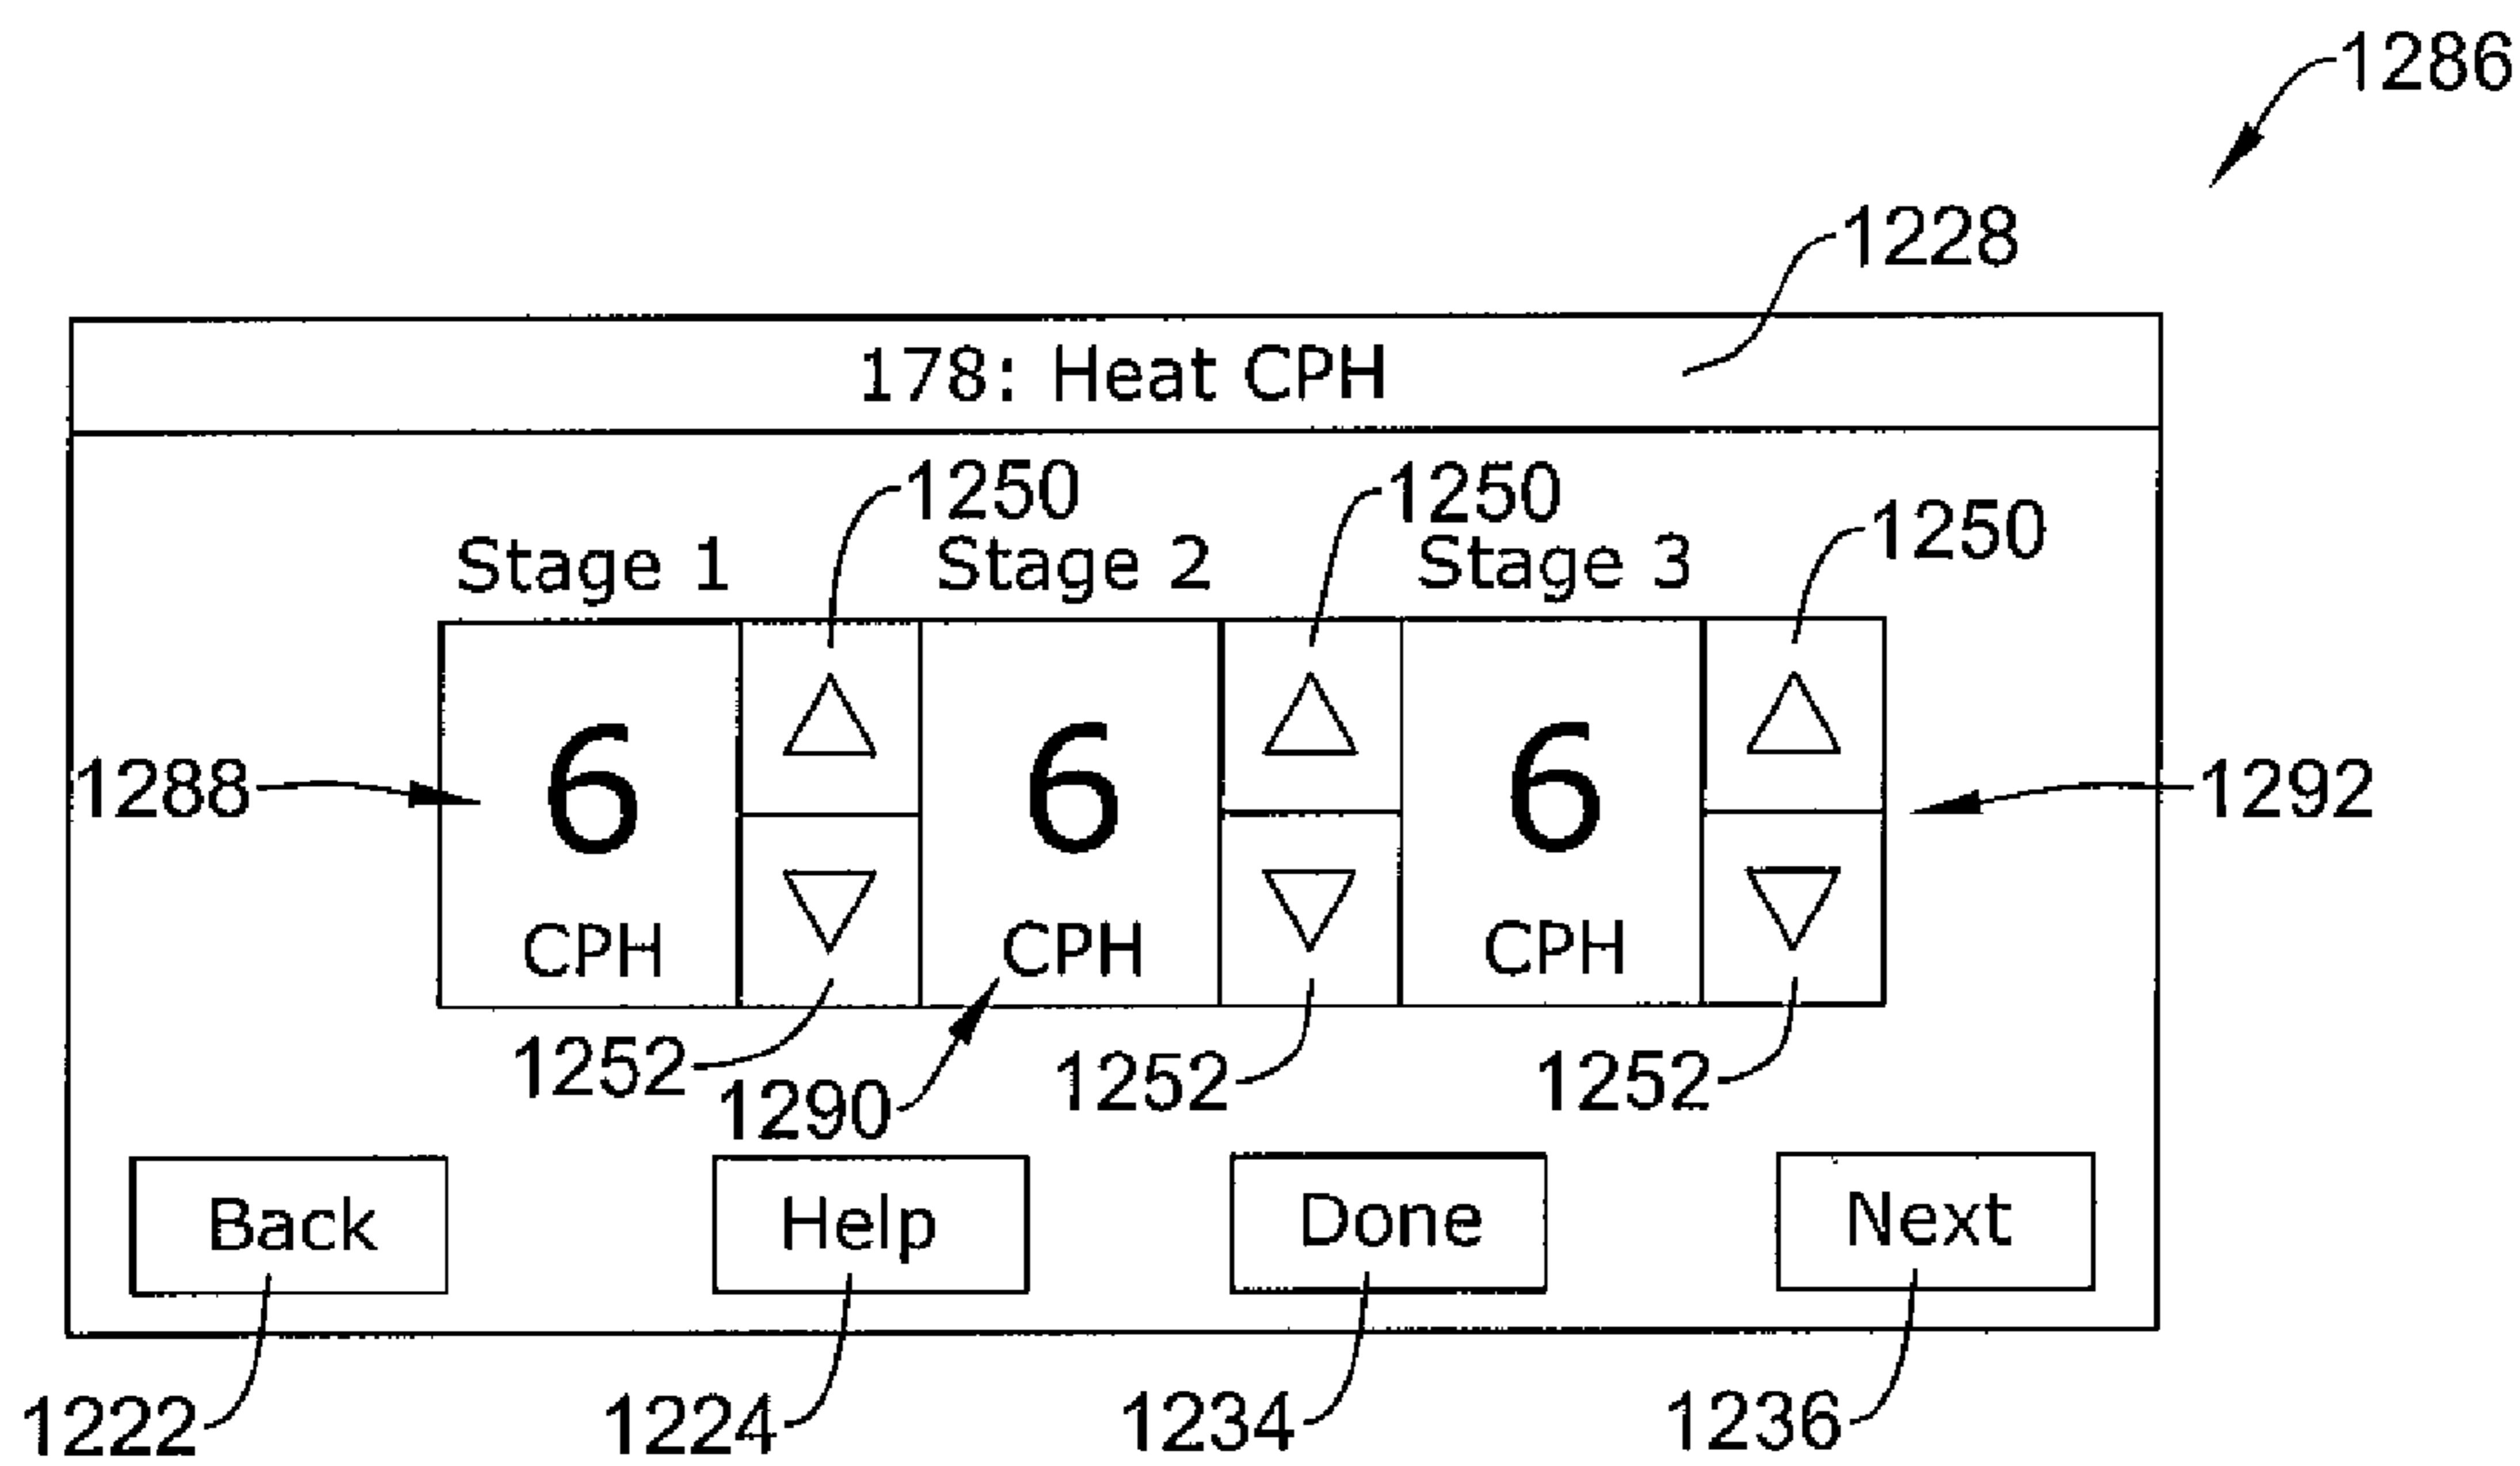 1286
1228
178: Heat CPH
1250 1250 1250
Stage 1 Stage 2 Stage 3
6 6 6
1288 1292
CPH CPH CPH
1252 1290 1252 1252
Back Help Done Next
1222 1224 1234 1236